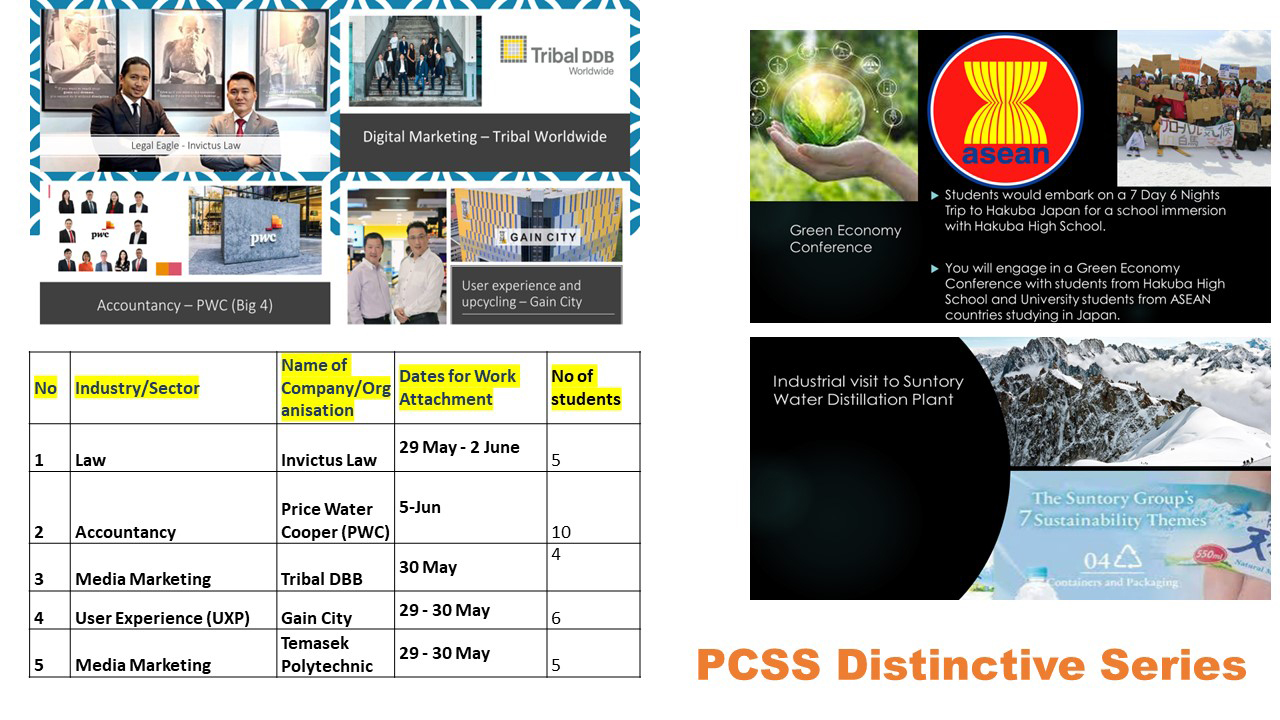 Legal Eagle - Invictus Law
Tribal DDB
Worldwide
Digital Marketing – Tribal Worldwide
pwc
pwc
Accountancy – PWC (Big 4)
GAIN CITY
User experience and
upcycling – Gain City
No
Industry/Sector
Name of
Company/Org
anisation
Dates for Work
Attachment
No of
students
1
Law
Invictus Law
29 May - 2 June
5
2
Accountancy
Price Water
Cooper (PWC)
5-Jun
10
3
Media Marketing
Tribal DBB
30 May
4
4
User Experience (UXP)
Gain City
29 - 30 May
6
5
Media Marketing
Temasek
Polytechnic
29 - 30 May
5
Green Economy
Conference
asean
Students would embark on a 7 Day 6 Nights
Trip to Hakuba Japan for a school immersion
with Hakuba High School.
You will engage in a Green Economy
Conference with students from Hakuba High
School and University students from ASEAN
countries studying in Japan.
Industrial visit to Suntory
Water Distillation Plant
The Suntory Group's
7 Sustainability Themes
04
Containers and Packaging
550ml
PCSS Distinctive Series